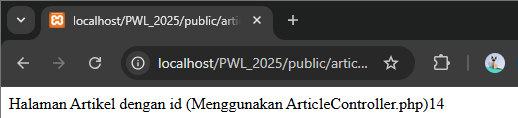 localhost/PWL_2025/public/arti
localhost/PWL_2025/public/artic...
Halaman Artikel dengan id (Menggunakan ArticleController.php)14